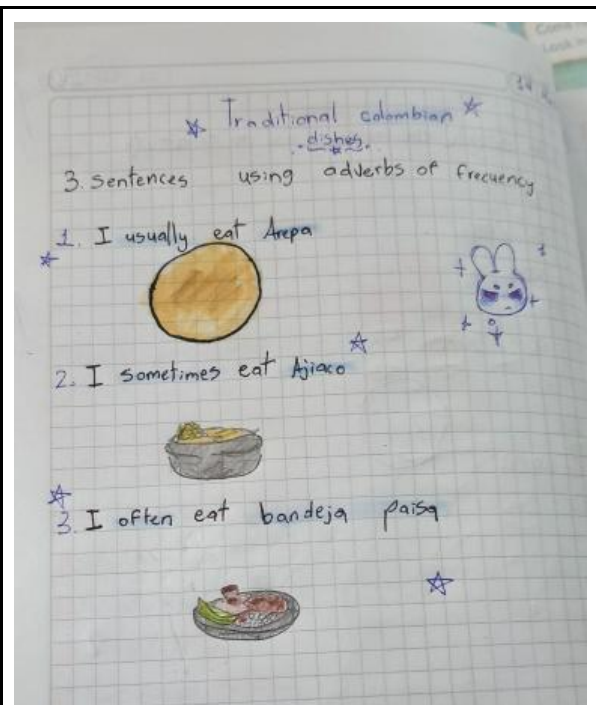 Traditional colombian
dishes
3. Sentences using adverbs of frecuency
1. I usually eat Arepa
2. I sometimes eat Ajiaco
3. I often eat bandeja paisa